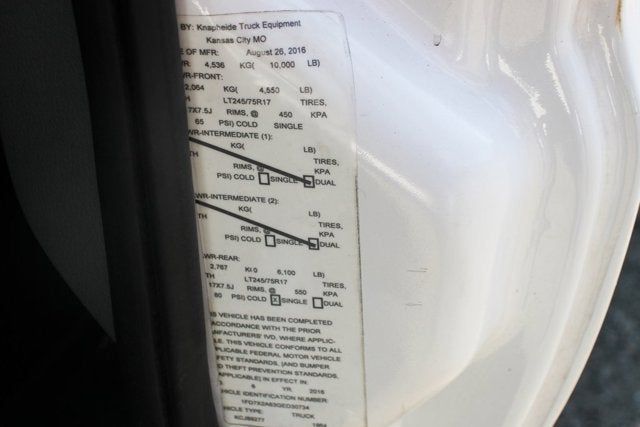 BY: Knapheide Truck Equipment
Kansas City MO
OF MFR: August 26, 2016
4,536 KG( 10,000 LB)
WR-FRONT:
2,064 KG( 4,550 LB)
LT245/75R17 TIRES,
17X7.5J RIMS, @ 450 KPA
65 PSI) COLD SINGLE
WR-INTERMEDIATE (1):
KG( LB)
TH TIRES,
RIMS, @ KPA
PSI) COLD SINGLE DUAL
WR-INTERMEDIATE (2):
KG( LB)
TH TIRES,
RIMS, @ KPA
PSI) COLD SINGLE DUAL
WR-REAR:
2,767 6,100 LB)
TH LT245/75R17 TIRES,
17X7.5J RIMS, @ 550 KPA
80 PSI) COLD X SINGLE DUAL
IS VEHICLE HAS BEEN COMPLETED
ACCORDANCE WITH THE PRIOR
ANUFACTURERS' IVD, WHERE APPLIC-
LE. THIS VEHICLE CONFORMS TO ALL
PLICABLE FEDERAL MOTOR VEHICLE
FETY STANDARDS, (AND BUMPER
D THEFT PREVENTION STANDARDS,
APPLICABLE) IN EFFECT IN:
YR 2016
HICLE IDENTIFICATION NUMBER:
HICLE TYPE: TRUCK